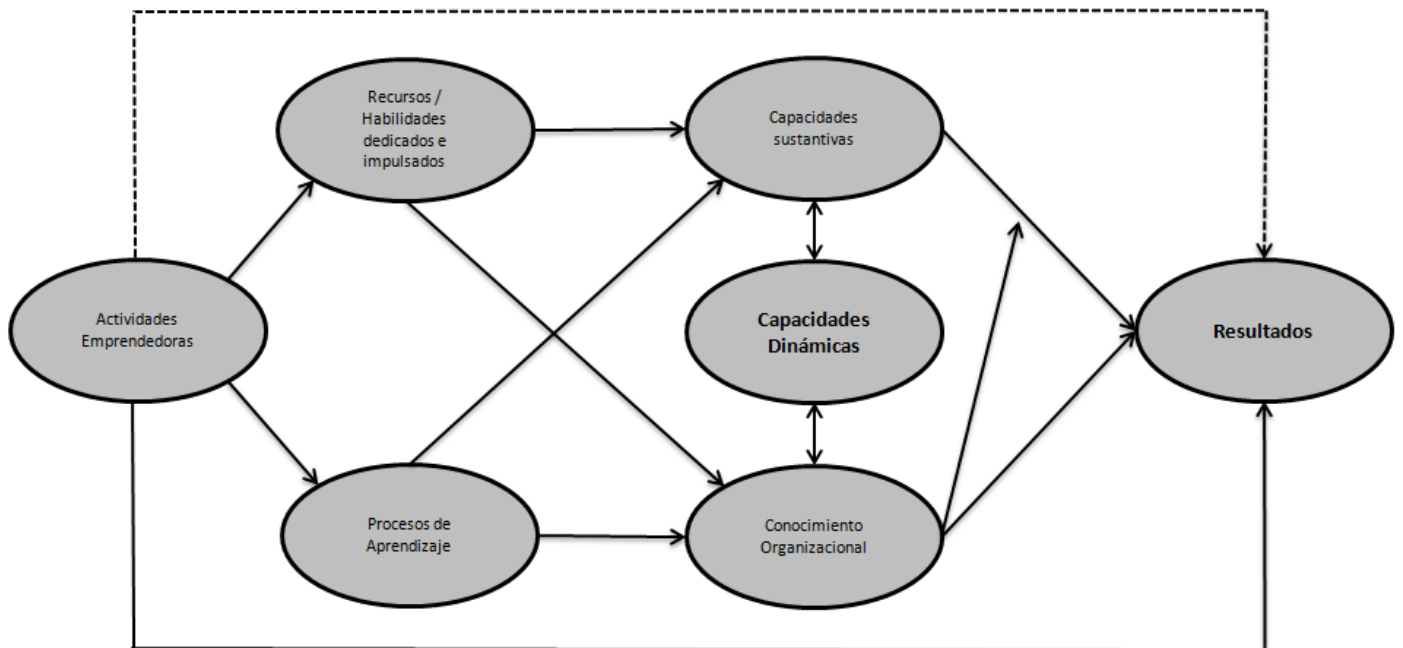 Recursos /
Habilidades
dedicados e
impulsados
Capacidades
sustantivas
Actividades
Emprendedoras
Capacidades
Dinámicas
Resultados
Procesos de
Aprendizaje
Conocimiento
Organizacional